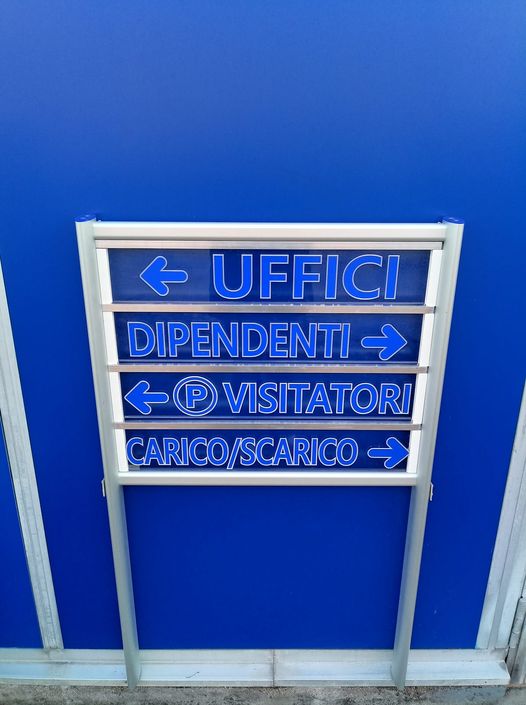 ← UFFICI
DIPENDENTI →
← P VISITATORI
CARICO/SCARICO →